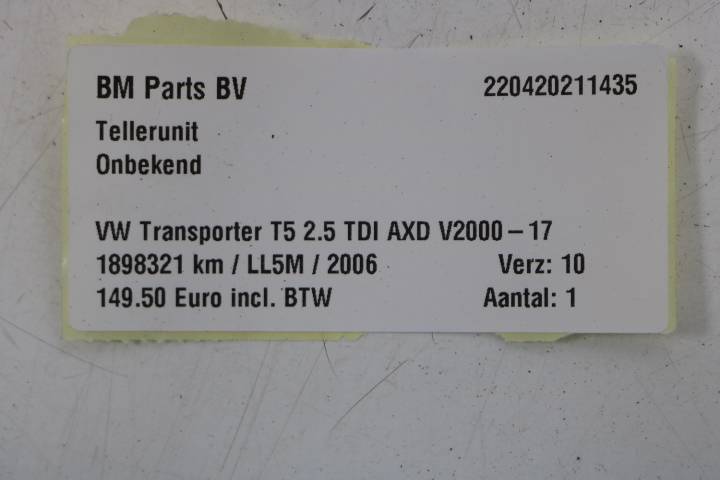 BM Parts BV 220420211435
Tellerunit
Onbekend
VW Transporter T5 2.5 TDI AXD V2000-17
1898321 km / LL5M / 2006 Verz: 10
149.50 Euro incl. BTW Aantal: 1